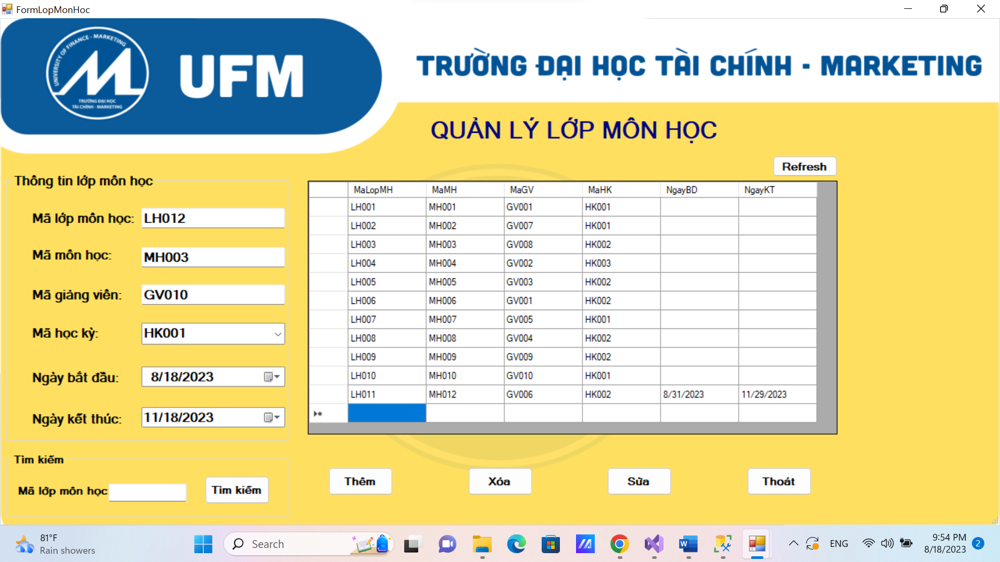 FormLopMonHoc
UNIVERSITY OF FINANCE - MARKETING
TRƯỜNG ĐẠI HỌC
TÀI CHÍNH - MARKETING
UFM
TRƯỜNG ĐẠI HỌC TÀI CHÍNH - MARKETING
QUẢN LÝ LỚP MÔN HỌC
Refresh
Thông tin lớp môn học
Mã lớp môn học: LH012
Mã môn học: MH003
Mã giảng viên: GV010
Mã học kỳ: HK001
Ngày bắt đầu: 8/18/2023
Ngày kết thúc: 11/18/2023
MaLopMH MaMH MaGV MaHK NgayBD NgayKT
LH001 MH001 GV001 HK001
LH002 MH002 GV007 HK001
LH003 MH003 GV008 HK002
LH004 MH004 GV002 HK003
LH005 MH005 GV003 HK002
LH006 MH006 GV001 HK002
LH007 MH007 GV005 HK001
LH008 MH008 GV004 HK002
LH009 MH009 GV009 HK002
LH010 MH010 GV010 HK001
LH011 MH012 GV006 HK002 8/31/2023 11/29/2023
Tìm kiếm
Mã lớp môn học:
Tìm kiếm
Thêm Xóa Sửa Thoát
81°F
Rain showers
Search
ENG
9:54 PM
8/18/2023
2